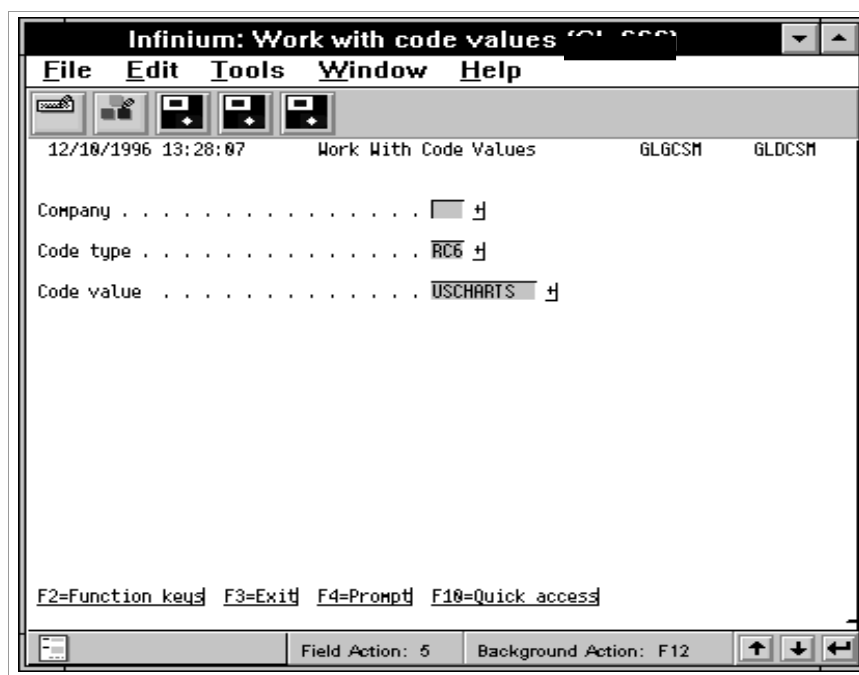 Infinium: Work with code values
File Edit Tools Window Help
12/10/1996 13:28:07 Work With Code Values GLGCSM GLDCSM
Company . . . . . . . . . . . . . . . +
Code type . . . . . . . . . . . . . . RC6 +
Code value . . . . . . . . . . . . . USCHARTS +
F2=Function keys F3=Exit F4=Prompt F10=Quick access
Field Action: 5 Background Action: F12